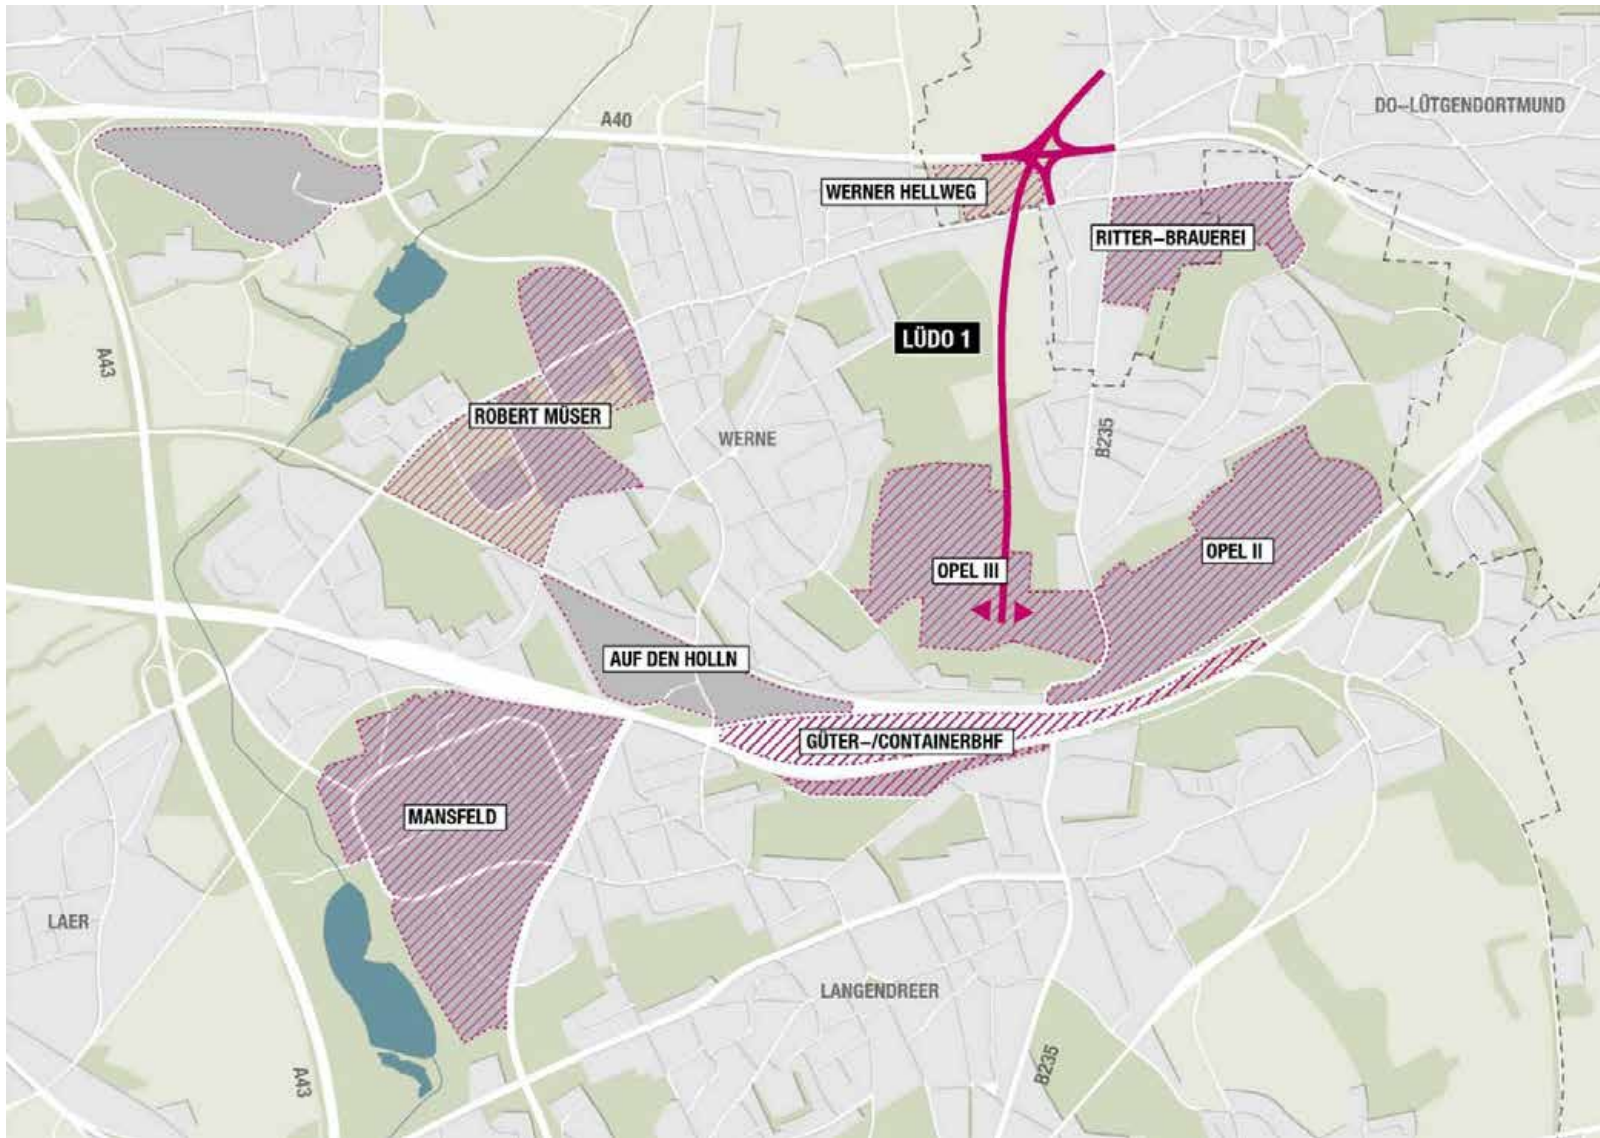 DO–LÜTGENDORTMUND
A40
WERNER HELLWEG
RITTER–BRAUEREI
LÜDO 1
A43
ROBERT MÜSER
WERNE
B235
OPEL II
OPEL III
AUF DEN HOLLN
GÜTER–/CONTAINERBHF
MANSFELD
LAER
LANGENDREER
B235
A43